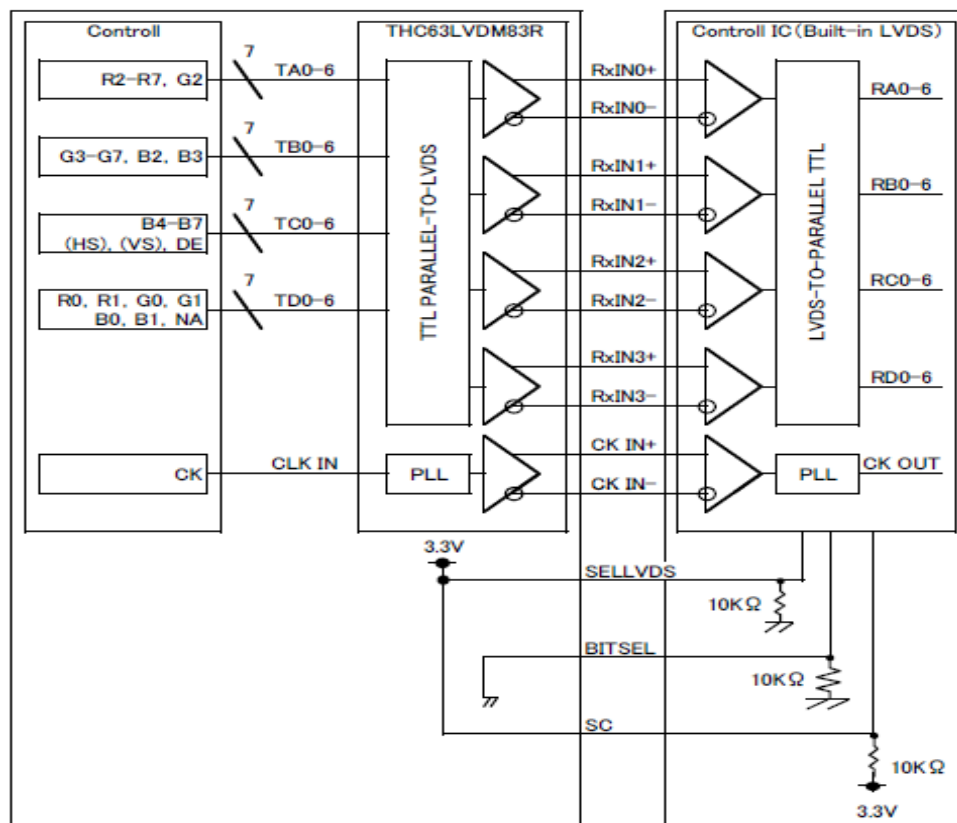 Controll
THC63LVDM83R
Controll IC(Built-in LVDS)
R2-R7, G2
7
TA0-6
RxIN0+
RxIN0-
RA0-6
G3-G7, B2, B3
7
TB0-6
RxIN1+
RxIN1-
RB0-6
B4-B7
(HS), (VS), DE
7
TC0-6
RxIN2+
RxIN2-
RC0-6
R0, R1, G0, G1
B0, B1, NA
7
TD0-6
RxIN3+
RxIN3-
RD0-6
TTL PARALLEL-TO-LVDS
LVDS-TO-PARALLEL TTL
CK
CLK IN
PLL
CK IN+
CK IN-
PLL
CK OUT
3.3V
SELLVDS
10KΩ
BITSEL
10KΩ
SC
10KΩ
3.3V